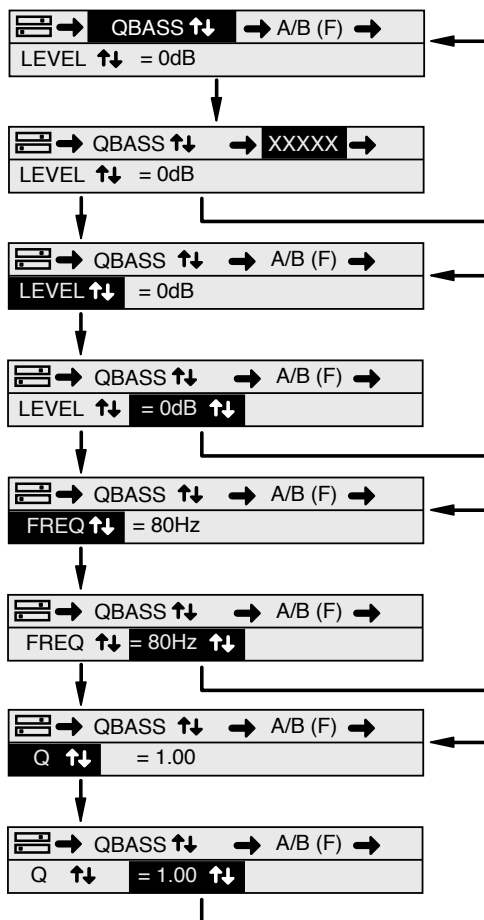 QBASS ↑↓ → A/B (F) →
LEVEL ↑↓ = 0dB
QBASS ↑↓ → XXXXX →
LEVEL ↑↓ = 0dB
QBASS ↑↓ → A/B (F) →
LEVEL ↑↓ = 0dB
QBASS ↑↓ → A/B (F) →
LEVEL ↑↓ = 0dB ↑↓
QBASS ↑↓ → A/B (F) →
FREQ ↑↓ = 80Hz
QBASS ↑↓ → A/B (F) →
FREQ ↑↓ = 80Hz ↑↓
QBASS ↑↓ → A/B (F) →
Q ↑↓ = 1.00
QBASS ↑↓ → A/B (F) →
Q ↑↓ = 1.00 ↑↓